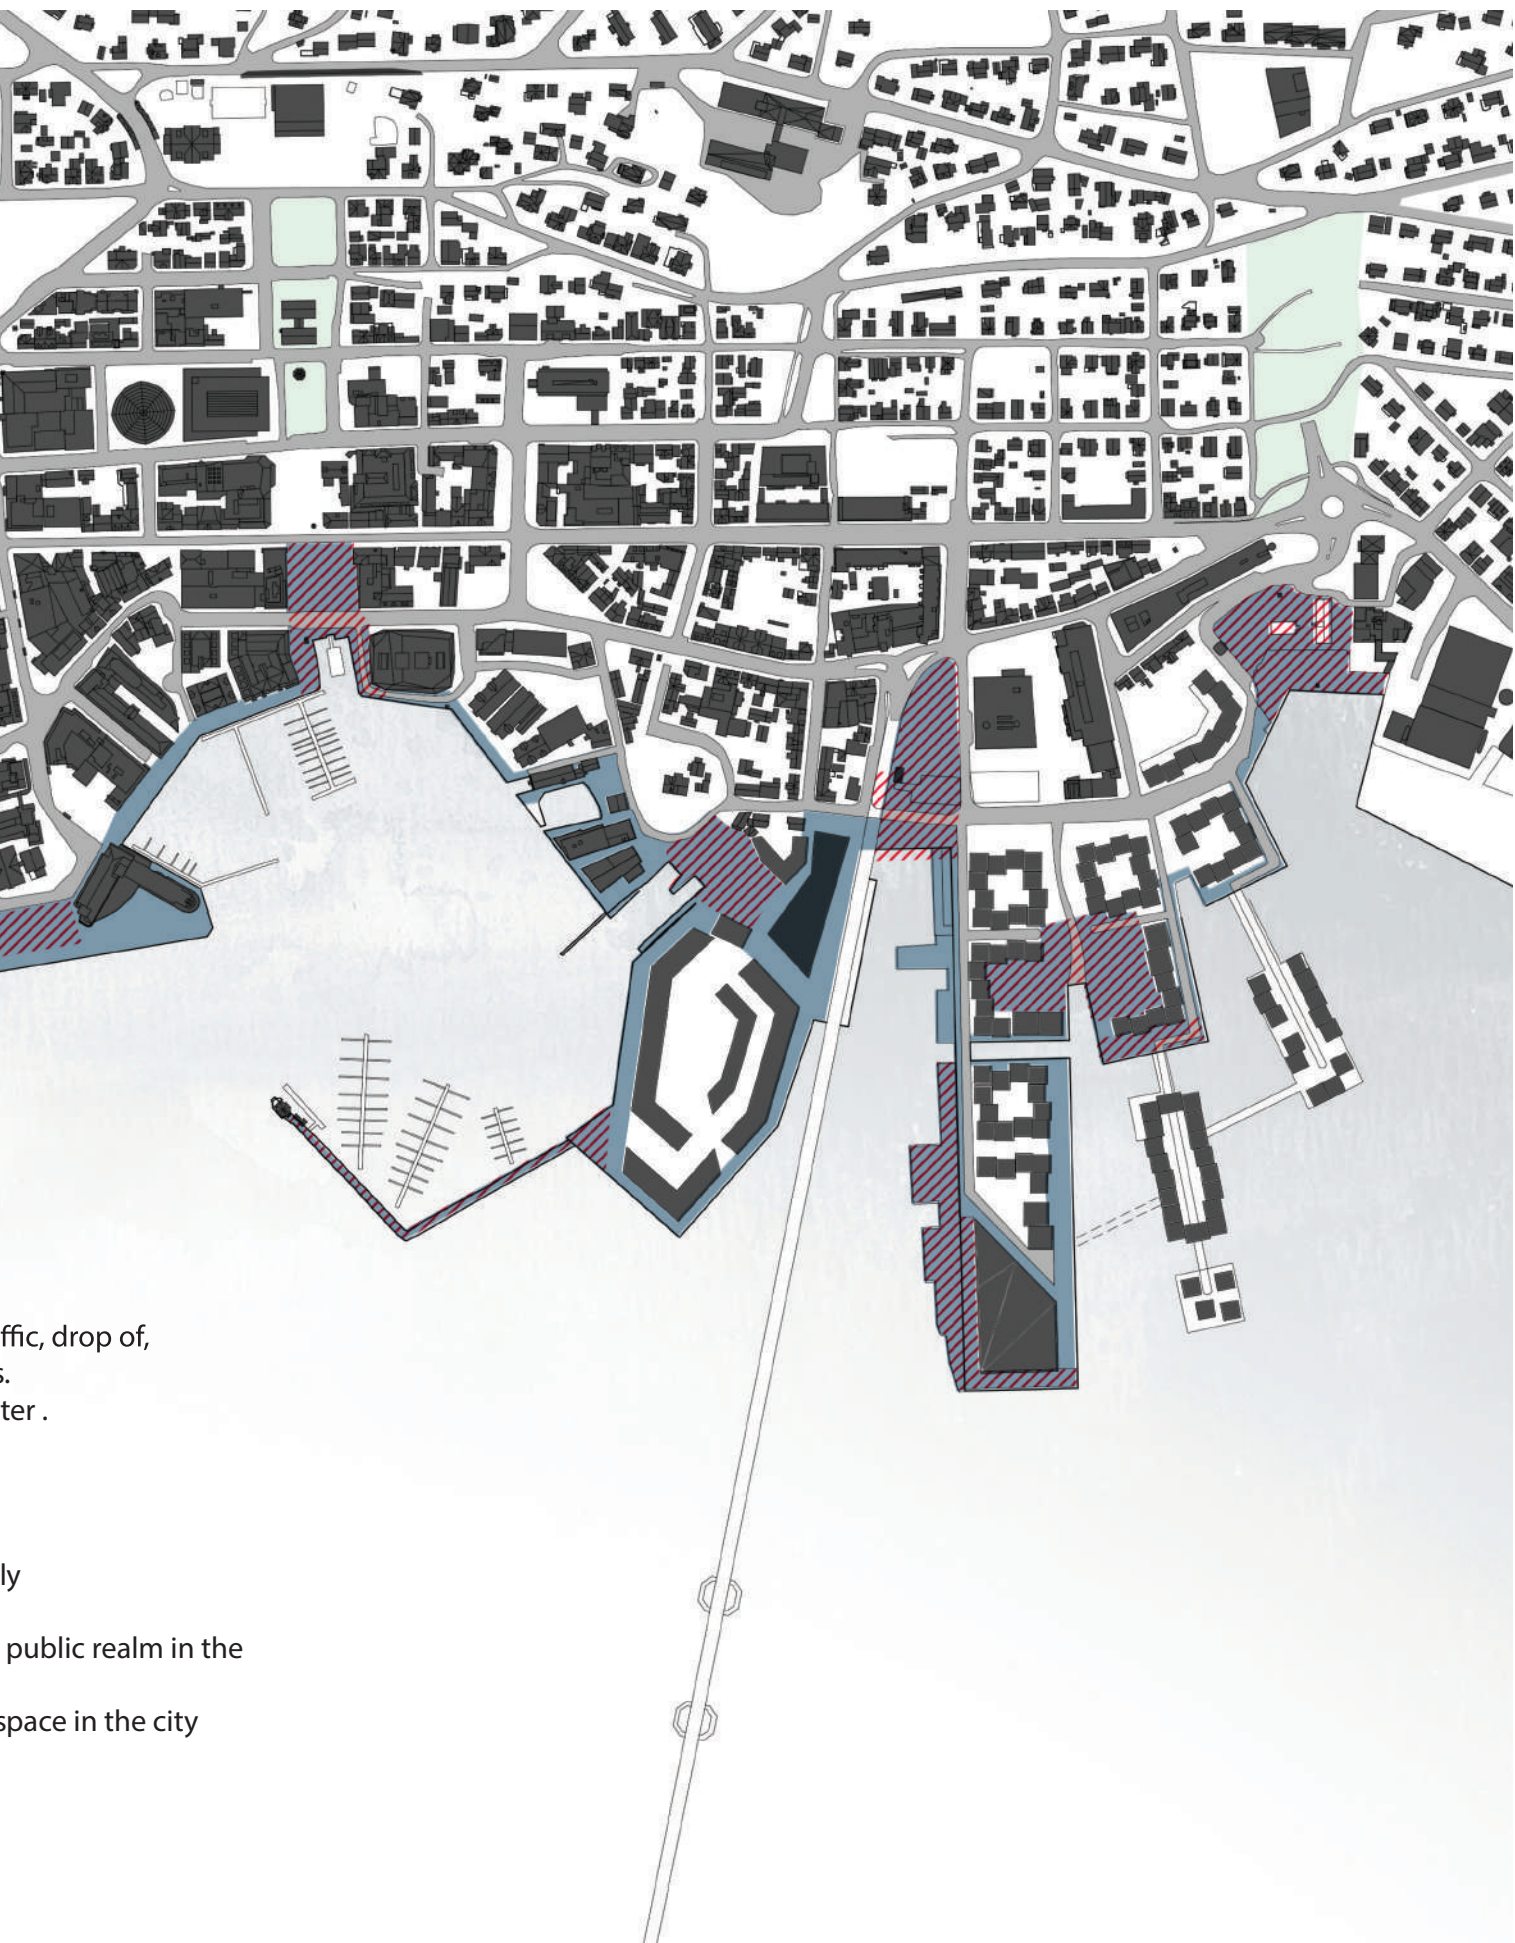 ffic, drop of,
s.
ter .
ly
public realm in the
space in the city